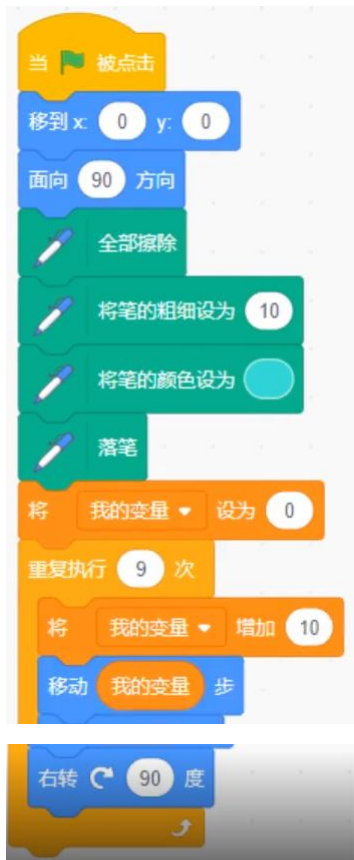 当 被点击
移到 x: 0 y: 0
面向 90 方向
全部擦除
将笔的粗细设为 10
将笔的颜色设为
落笔
将 我的变量 设为 0
重复执行 9 次
将 我的变量 增加 10
移动 我的变量 步
右转 90 度